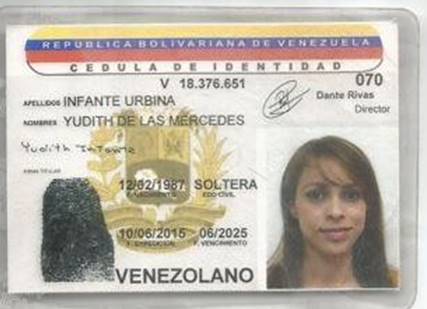 REPUBLICA BOLIVARIANA DE VENEZUELA
CEDULA DE IDENTIDAD
V 18.376.651 070
Dante Rivas
Director
APELLIDOS INFANTE URBINA
NOMBRES YUDITH DE LAS MERCEDES
Yudith Infante
FIRMA TITULAR
12/02/1987 SOLTERA
F. NACIMIENTO EDO.CIVIL
10/06/2015 06/2025
F. EXPEDICION F. VENCIMIENTO
VENEZOLANO